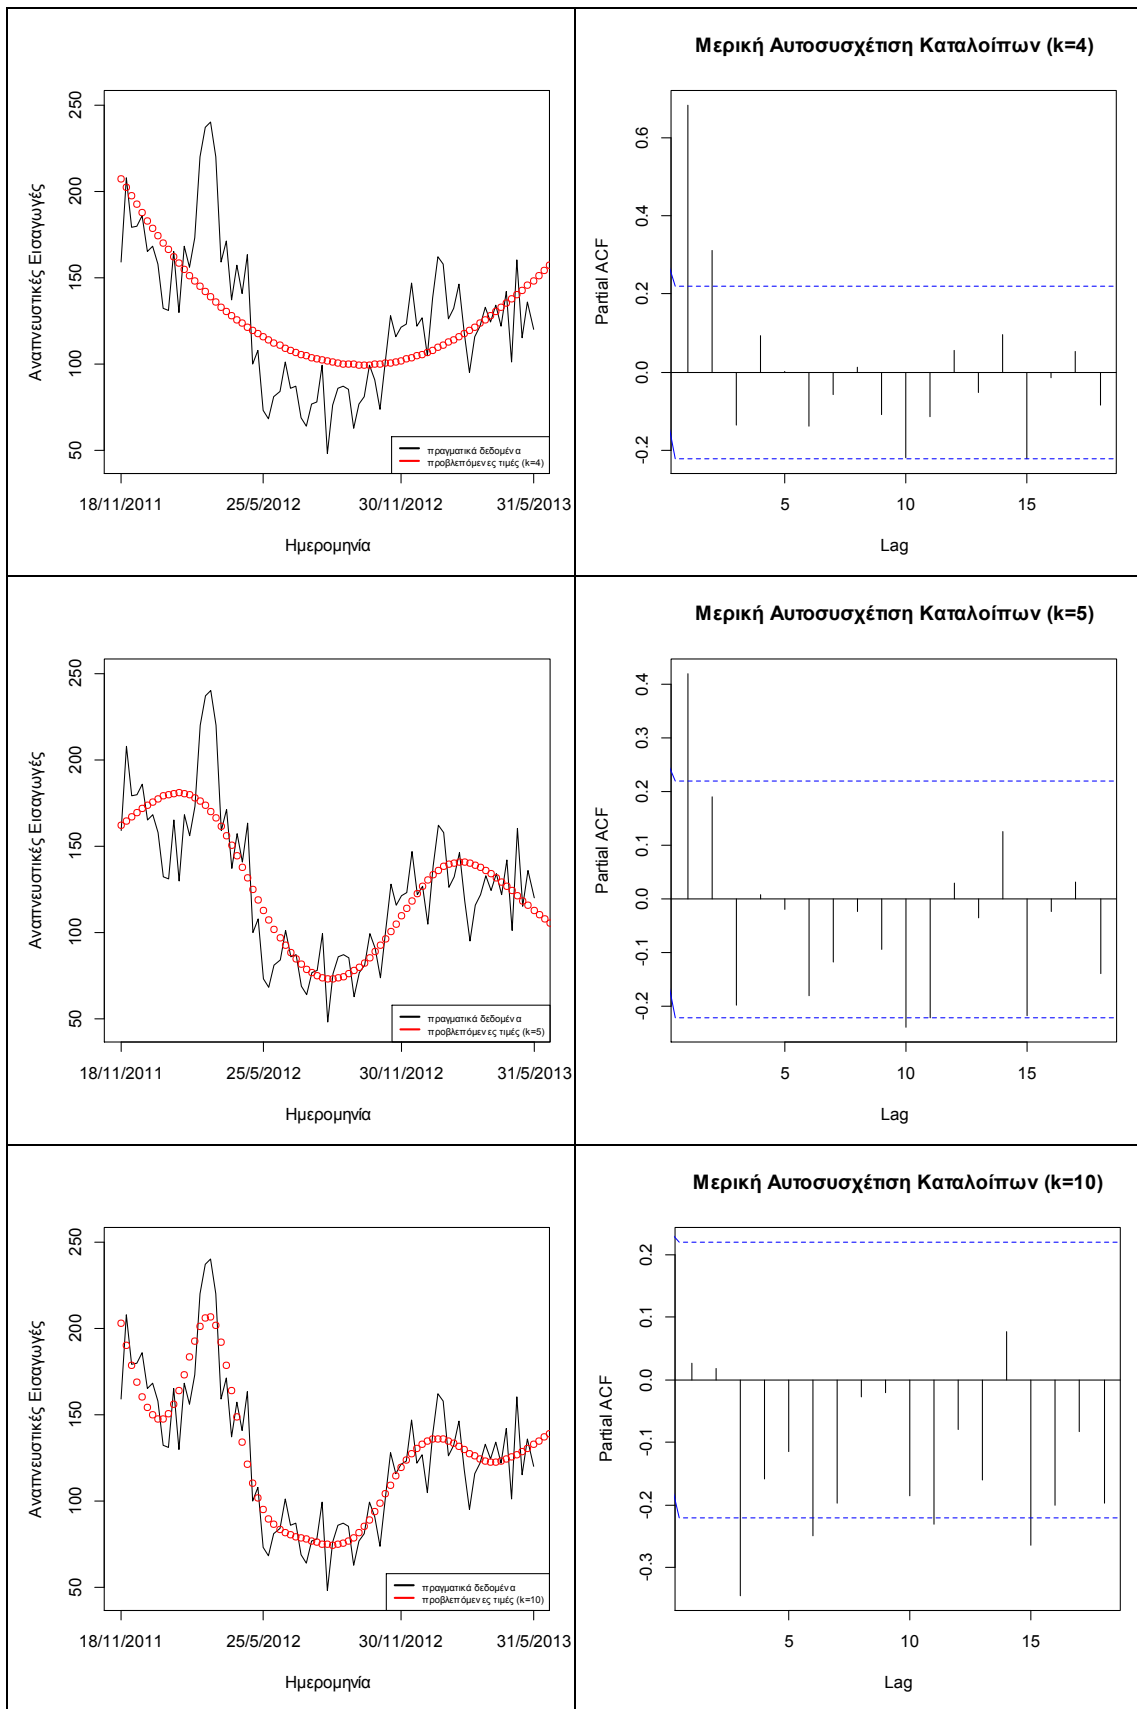 250
200
150
100
50
Αναπνευστικές Εισαγωγές
πραγματικά δεδομένα
προβλεπόμενες τιμές (k=4)
18/11/2011 25/5/2012 30/11/2012 31/5/2013
Ημερομηνία
Μερική Αυτοσυσχέτιση Καταλοίπων (k=4)
0.6
0.4
0.2
0.0
-0.2
Partial ACF
5 10 15
Lag
250
200
150
100
50
Αναπνευστικές Εισαγωγές
πραγματικά δεδομένα
προβλεπόμενες τιμές (k=5)
18/11/2011 25/5/2012 30/11/2012 31/5/2013
Ημερομηνία
Μερική Αυτοσυσχέτιση Καταλοίπων (k=5)
0.4
0.3
0.2
0.1
0.0
-0.1
-0.2
Partial ACF
5 10 15
Lag
250
200
150
100
50
Αναπνευστικές Εισαγωγές
πραγματικά δεδομένα
προβλεπόμενες τιμές (k=10)
18/11/2011 25/5/2012 30/11/2012 31/5/2013
Ημερομηνία
Μερική Αυτοσυσχέτιση Καταλοίπων (k=10)
0.2
0.1
0.0
-0.1
-0.2
-0.3
Partial ACF
5 10 15
Lag